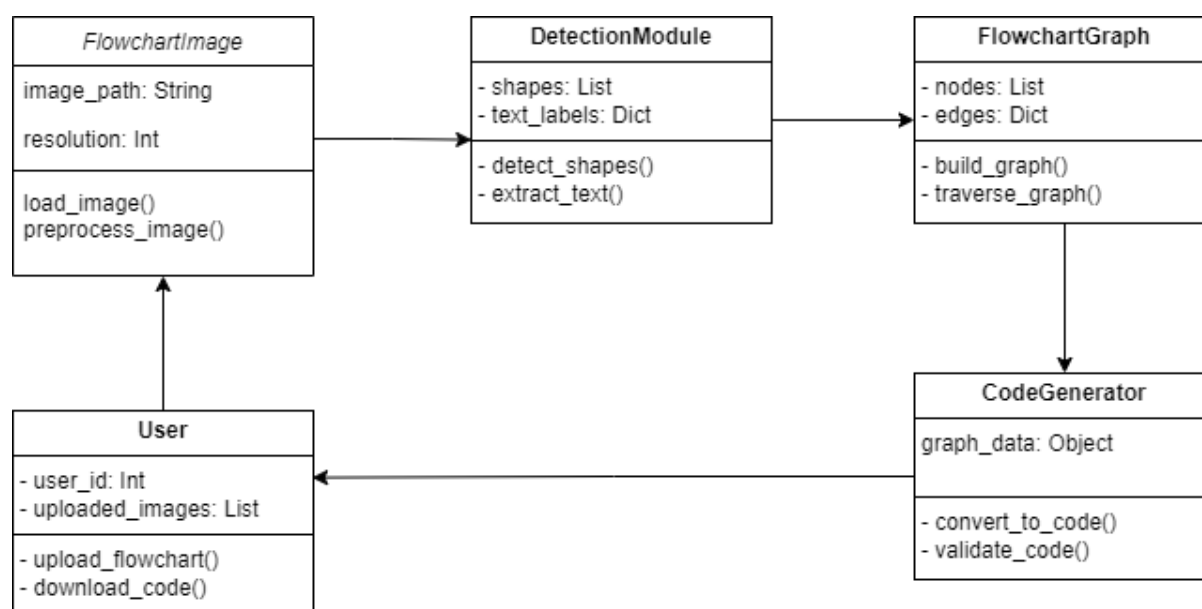 FlowchartImage
image_path: String
resolution: Int
load_image()
preprocess_image()
DetectionModule
- shapes: List
- text_labels: Dict
- detect_shapes()
- extract_text()
FlowchartGraph
- nodes: List
- edges: Dict
- build_graph()
- traverse_graph()
User
- user_id: Int
- uploaded_images: List
- upload_flowchart()
- download_code()
CodeGenerator
graph_data: Object
- convert_to_code()
- validate_code()